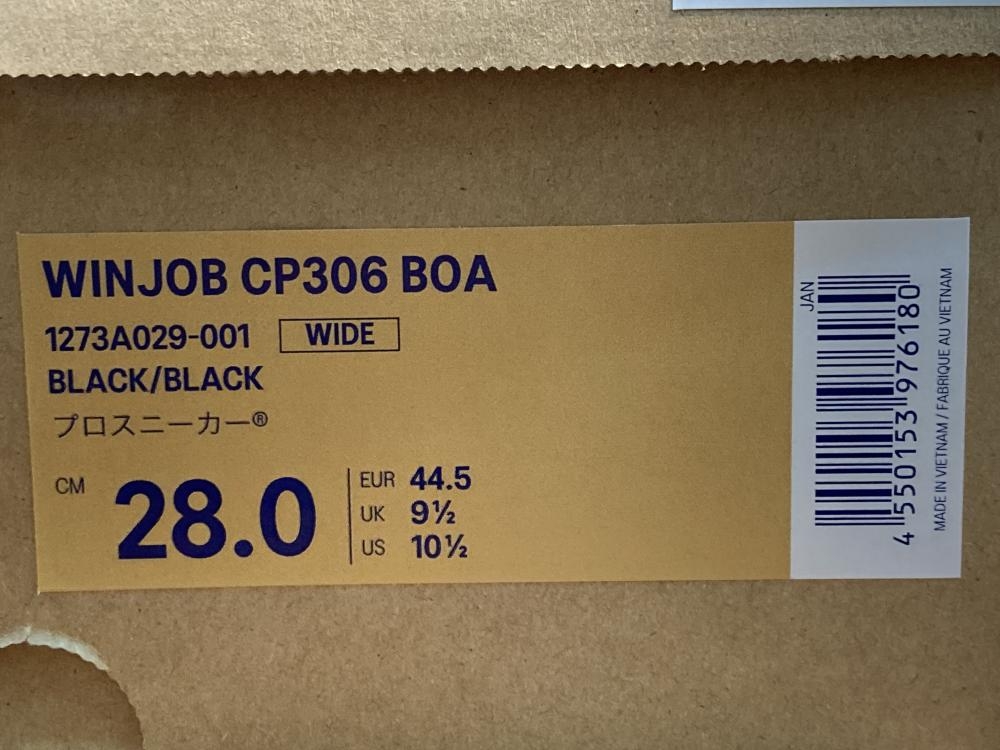 WINJOB CP306 BOA
1273A029-001 WIDE
BLACK/BLACK
プロスニーカー®
CM 28.0
EUR 44.5
UK 9½
US 10½
JAN
4 550153 976180
MADE IN VIETNAM / FABRIQUE AU VIETNAM